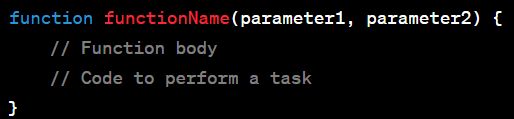 function functionName(parameter1, parameter2) {
    // Function body
    // Code to perform a task
}